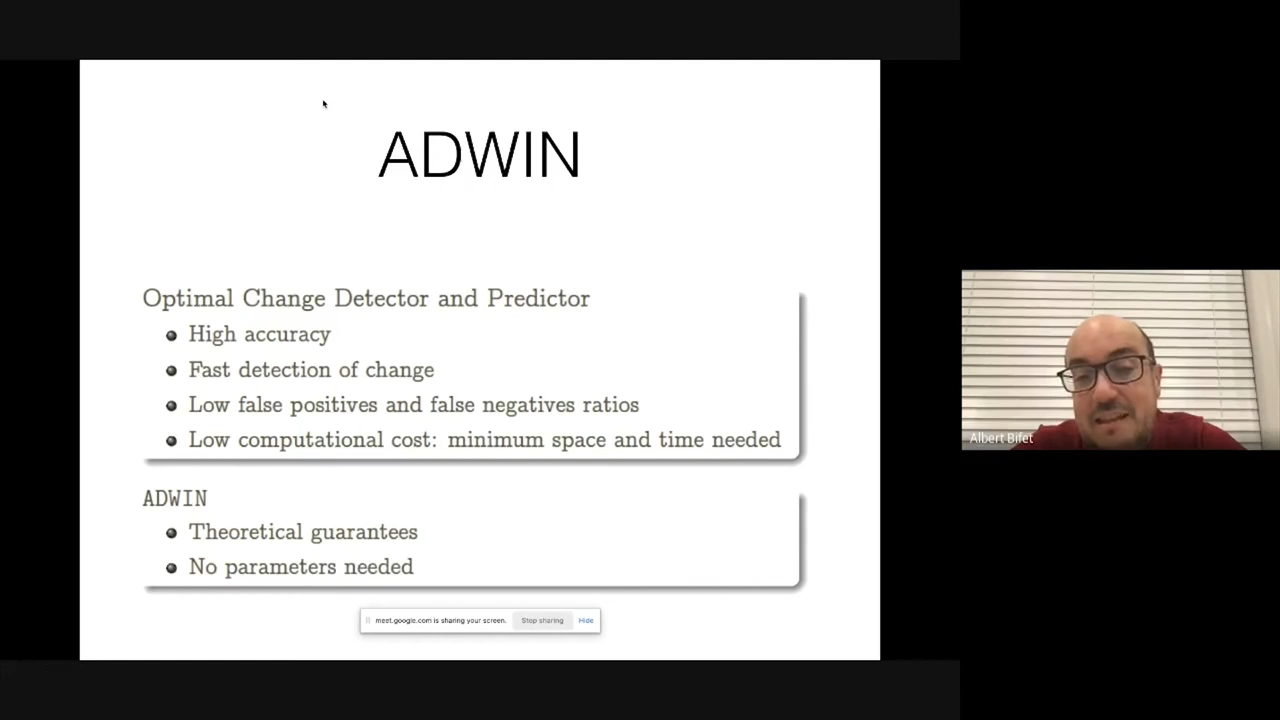 ADWIN
Optimal Change Detector and Predictor
High accuracy
Fast detection of change
Low false positives and false negatives ratios
Low computational cost: minimum space and time needed
ADWIN
Theoretical guarantees
No parameters needed
meet.google.com is sharing your screen. Stop sharing Hide
Albert Bifet